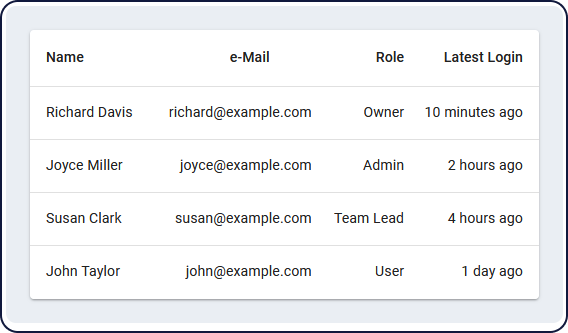 Name e-Mail Role Latest Login
Richard Davis richard@example.com Owner 10 minutes ago
Joyce Miller joyce@example.com Admin 2 hours ago
Susan Clark susan@example.com Team Lead 4 hours ago
John Taylor john@example.com User 1 day ago